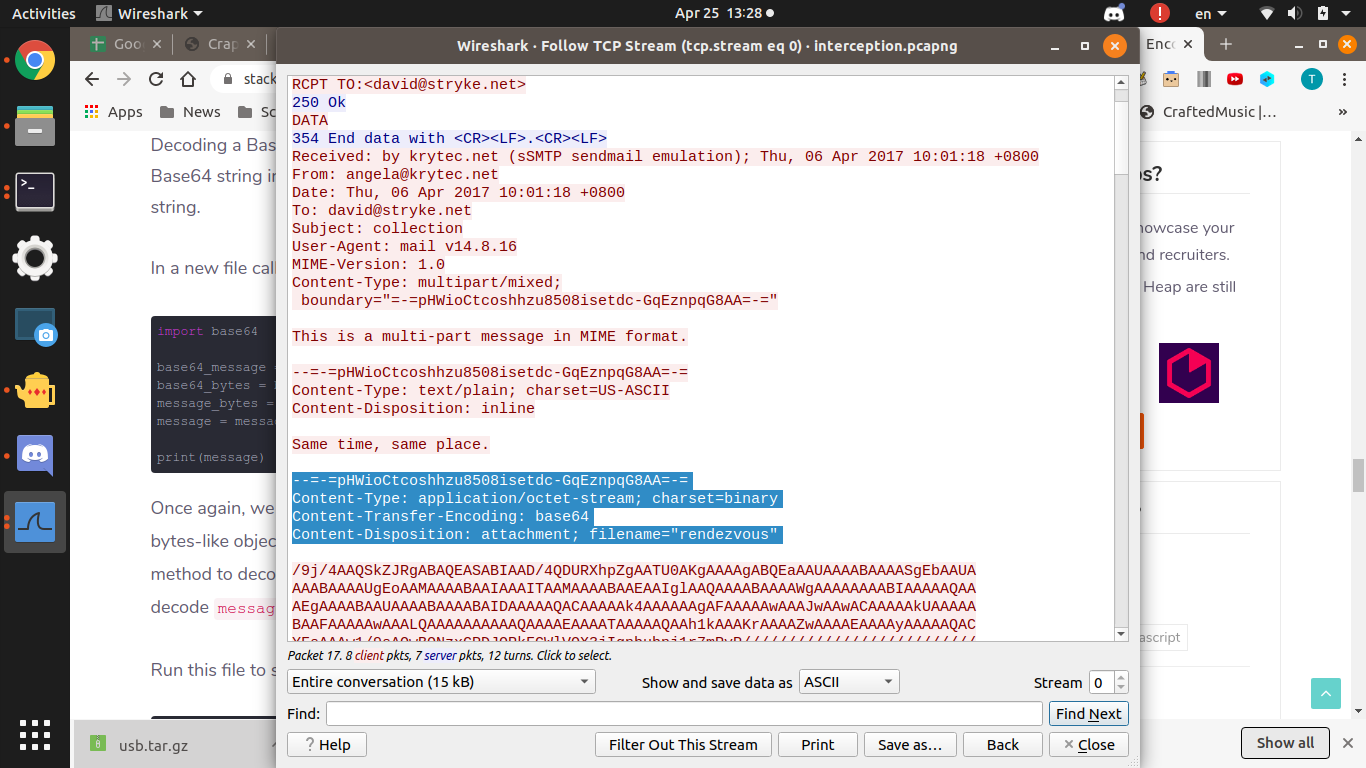 Activities
Wireshark
Apr 25 13:28
en
Goo
Crap
Enc
Wireshark · Follow TCP Stream (tcp.stream eq 0) · interception.pcapng
stack
T
Apps
News
Sc
CraftedMusic |…
»
Decoding a Bas
Base64 string in
string.
In a new file call
import base64
base64_message =
base64_bytes =
message_bytes =
message = messa
print(message)
Once again, we
bytes-like objec
method to deco
decode messag
Run this file to s
RCPT TO:<david@stryke.net>
250 Ok
DATA
354 End data with <CR><LF>.<CR><LF>
Received: by krytec.net (sSMTP sendmail emulation); Thu, 06 Apr 2017 10:01:18 +0800
From: angela@krytec.net
Date: Thu, 06 Apr 2017 10:01:18 +0800
To: david@stryke.net
Subject: collection
User-Agent: mail v14.8.16
MIME-Version: 1.0
Content-Type: multipart/mixed;
 boundary="=-=pHWioCtcoshhzu8508isetdc-GqEznpqG8AA=-="
This is a multi-part message in MIME format.
--=-=pHWioCtcoshhzu8508isetdc-GqEznpqG8AA=-=
Content-Type: text/plain; charset=US-ASCII
Content-Disposition: inline
Same time, same place.
--=-=pHWioCtcoshhzu8508isetdc-GqEznpqG8AA=-=
Content-Type: application/octet-stream; charset=binary
Content-Transfer-Encoding: base64
Content-Disposition: attachment; filename="rendezvous"
/9j/4AAQSkZJRgABAQEASABIAAD/4QDURXhpZgAATU0AKgAAAAgABQEaAAUAAAABAAAASgEbAAUA
AAABAAAAUgEoAAMAAAABAAIAAAITAAMAAAABAAEAAIglAAQAAAABAAAAWgAAAAAAAABIAAAAAQAA
AEgAAAABAAUAAAABAAAABAIDAAAAAQACAAAAAk4AAAAAAgAFAAAAAwAAAJwAAwACAAAAAkUAAAAA
BAAFAAAAAwAAALQAAAAAAAAAAAQAAAAEAAAATAAAAAQAAh1kAAAKrAAAAZwAAAAEAAAAyAAAAAQAC
ps?
howcase your
nd recruiters.
Heap are still
ascript
Packet 17. 8 client pkts, 7 server pkts, 12 turns. Click to select.
Entire conversation (15 kB)
Show and save data as
ASCII
Stream
0
Find:
Find Next
? Help
Filter Out This Stream
Print
Save as…
Back
Close
usb.tar.gz
Show all